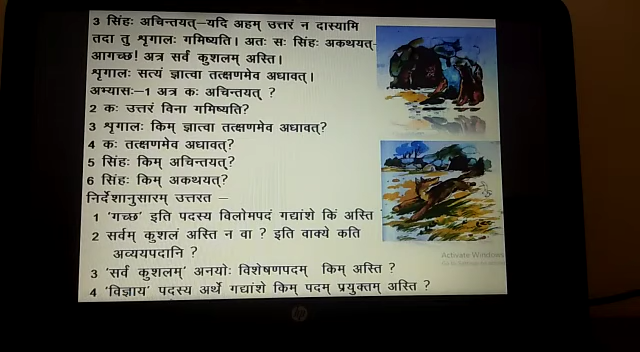 3 सिंहः अचिन्तयत्–यदि अहम् उत्तरं न दास्यामि
तदा तु शृगालः गमिष्यति। अतः सः सिंहः अकथयत्-
आगच्छ! अत्र सर्वं कुशलम् अस्ति।
शृगालः सत्यं ज्ञात्वा तत्क्षणमेव अधावत्।
अभ्यासः–1 अत्र कः अचिन्तयत् ?
2 कः उत्तरं विना गमिष्यति?
3 शृगालः किम् ज्ञात्वा तत्क्षणमेव अधावत्?
4 कः तत्क्षणमेव अधावत्?
5 सिंहः किम् अचिन्तयत्?
6 सिंहः किम् अकथयत्?
निर्देशानुसारम् उत्तरत –
1 'गच्छ' इति पदस्य विलोमपदं गद्यांशे किं अस्ति
2 सर्वम् कुशलं अस्ति न वा ? इति वाक्ये कति
अव्ययपदानि ?
3 'सर्वं कुशलम्' अनयोः विशेषणपदम् किम् अस्ति ?
4 'विज्ञाय' पदस्य अर्थे गद्यांशे किम् पदम् प्रयुक्तम् अस्ति ?
Activate Windows
hp